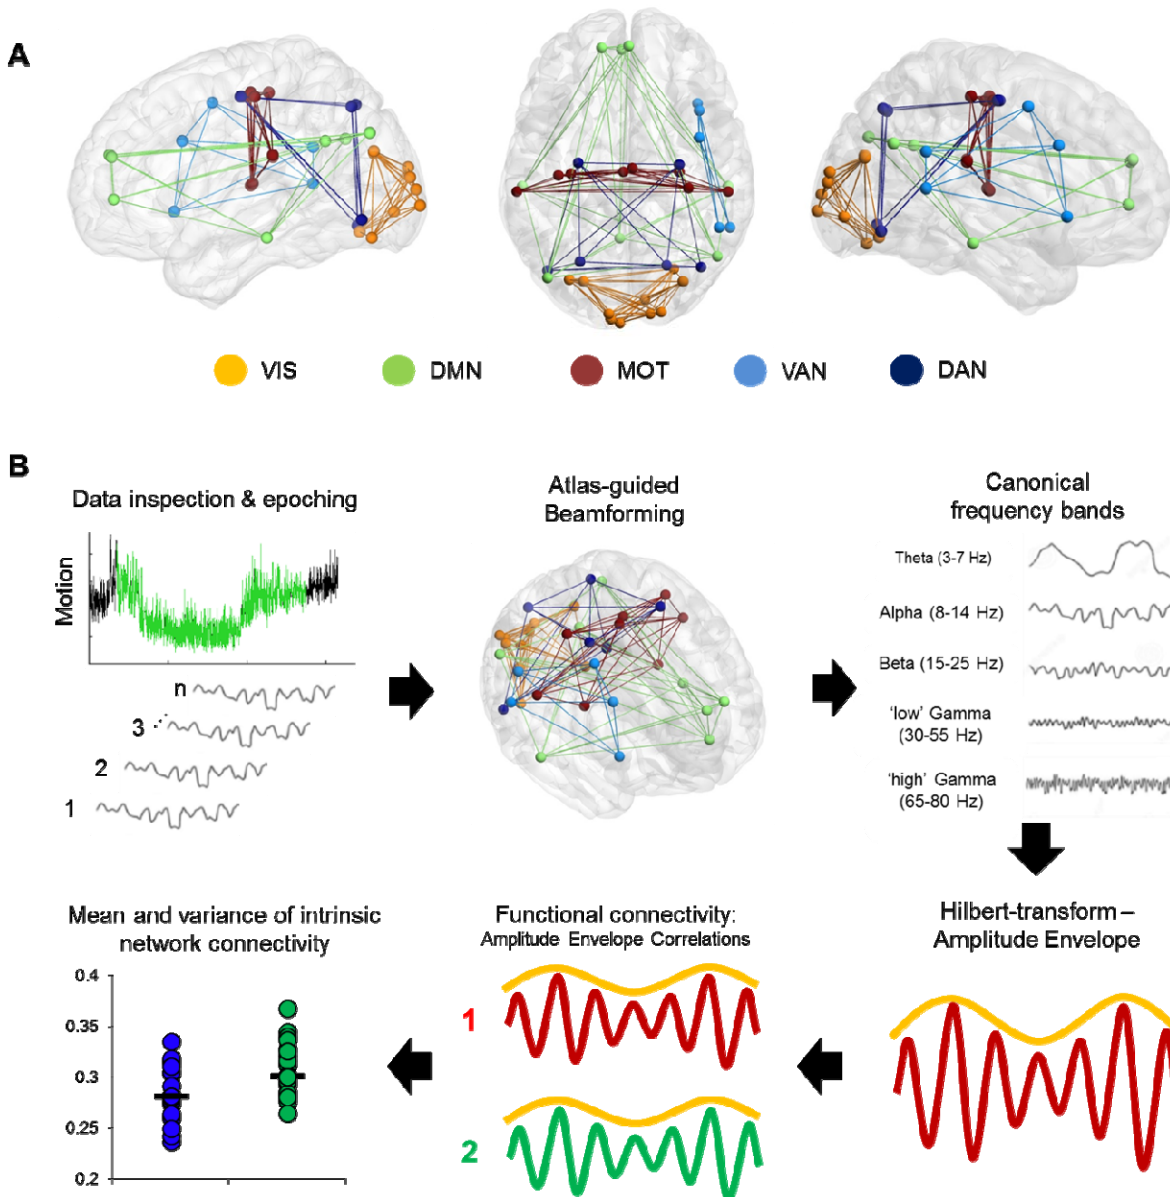 A
VIS DMN MOT VAN DAN
B
Data inspection & epoching
Motion
n
3
2
1
Atlas-guided
Beamforming
Canonical
frequency bands
Theta (3-7 Hz)
Alpha (8-14 Hz)
Beta (15-25 Hz)
‘low’ Gamma
(30-55 Hz)
‘high’ Gamma
(65-80 Hz)
Hilbert-transform –
Amplitude Envelope
Functional connectivity:
Amplitude Envelope Correlations
1
2
Mean and variance of intrinsic
network connectivity
0.4
0.35
0.3
0.25
0.2